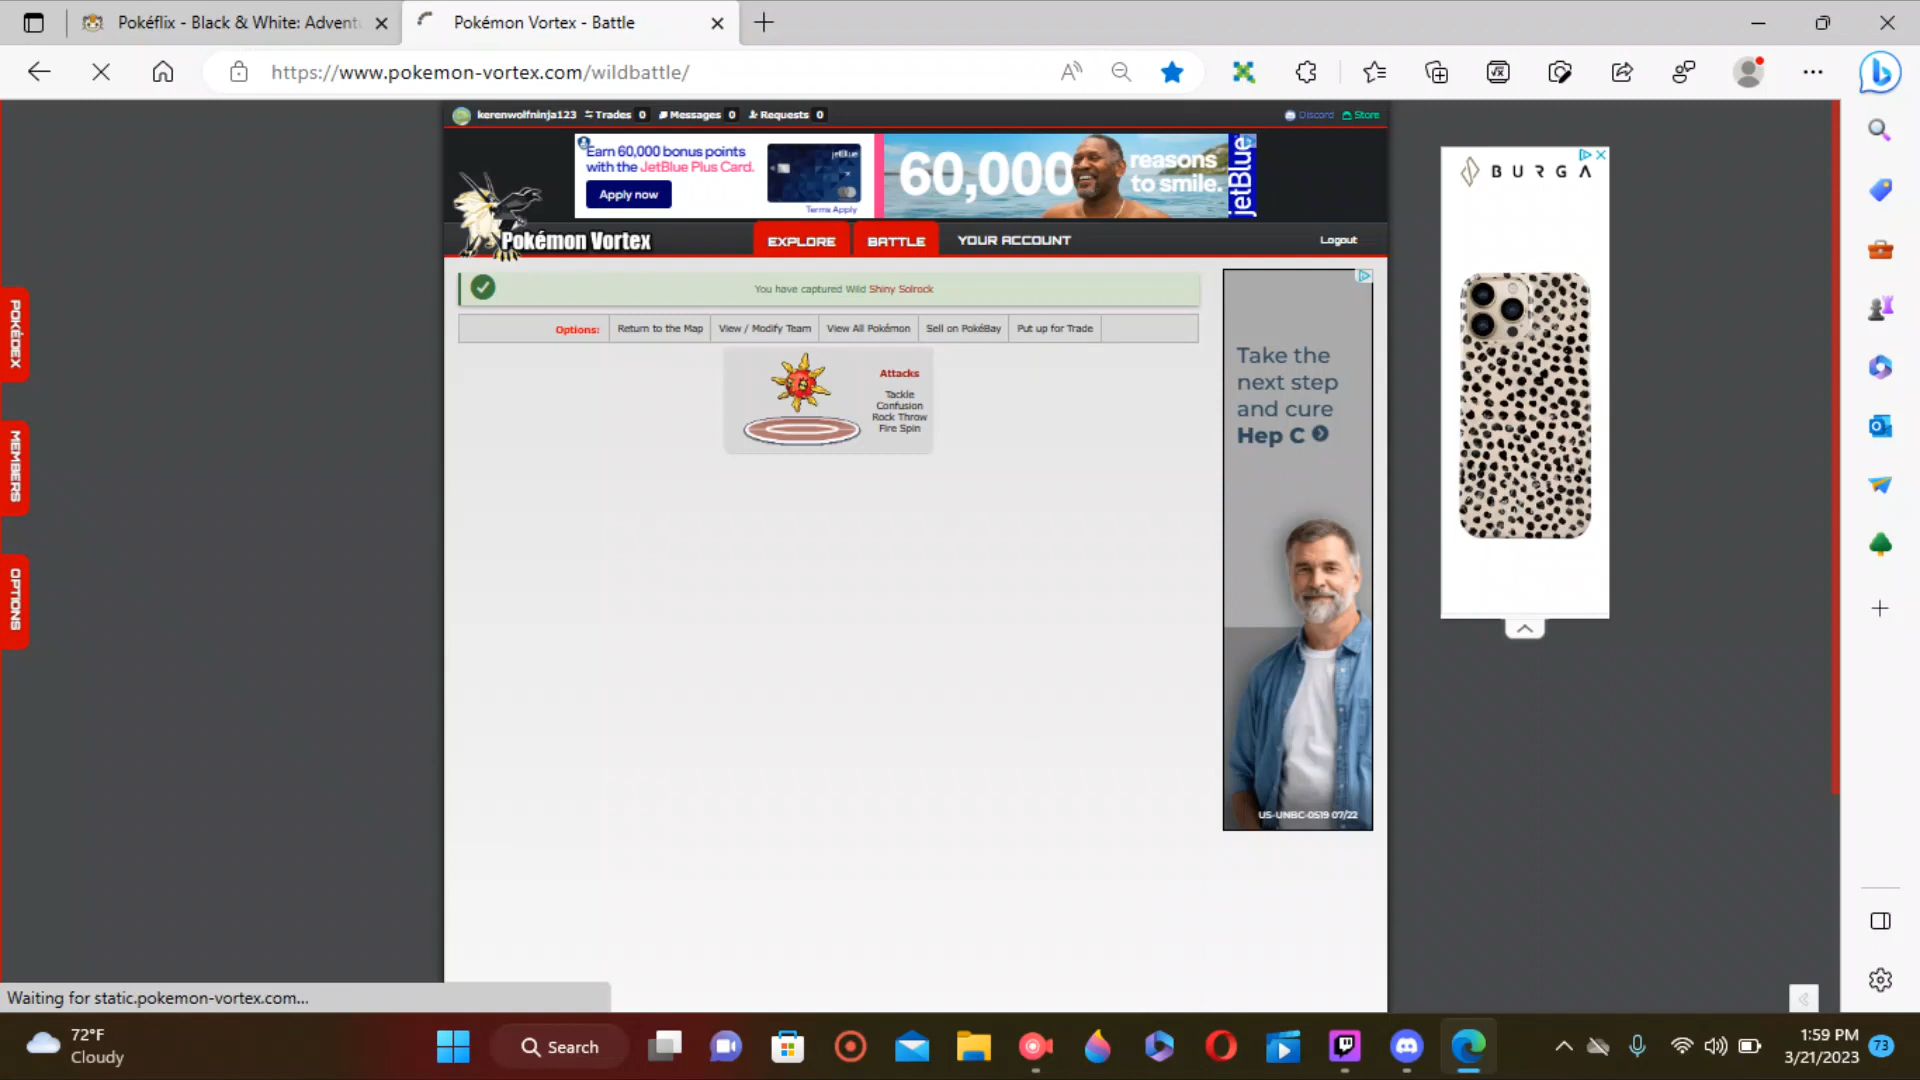 Pokéflix - Black & White: Advent
Pokémon Vortex - Battle
https://www.pokemon-vortex.com/wildbattle/
kerenwolfninja123 Trades 0 Messages 0 Requests 0
Discord Store
Earn 60,000 bonus points
with the JetBlue Plus Card.
Apply now
jetBlue
Terms Apply
60,000 reasons
to smile.
jetBlue
Pokémon Vortex
EXPLORE
BATTLE
YOUR ACCOUNT
Logout
You have captured Wild Shiny Solrock
Options: Return to the Map View / Modify Team View All Pokémon Sell on PokéBay Put up for Trade
Attacks
Tackle
Confusion
Rock Throw
Fire Spin
POKÉDEX
MEMBERS
OPTIONS
Take the
next step
and cure
Hep C
US-UNBC-0519 07/22
BURGA
Waiting for static.pokemon-vortex.com...
72°F
Cloudy
Search
1:59 PM
3/21/2023
73